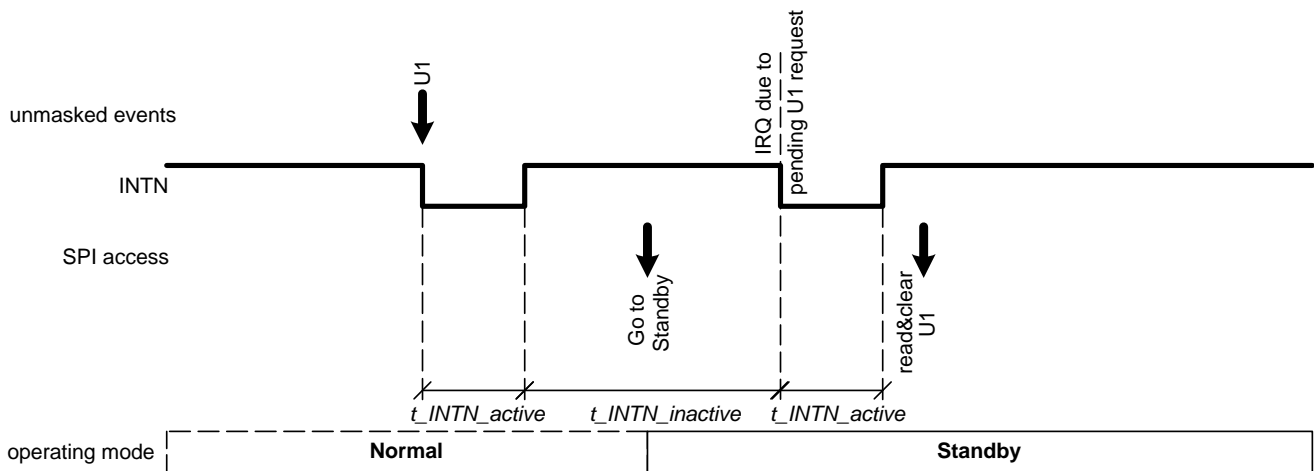 U1
IRQ due to
pending U1 request
unmasked events
INTN
SPI access
Go to
Standby
read&clear
U1
t_INTN_active
t_INTN_inactive
t_INTN_active
operating mode
Normal
Standby